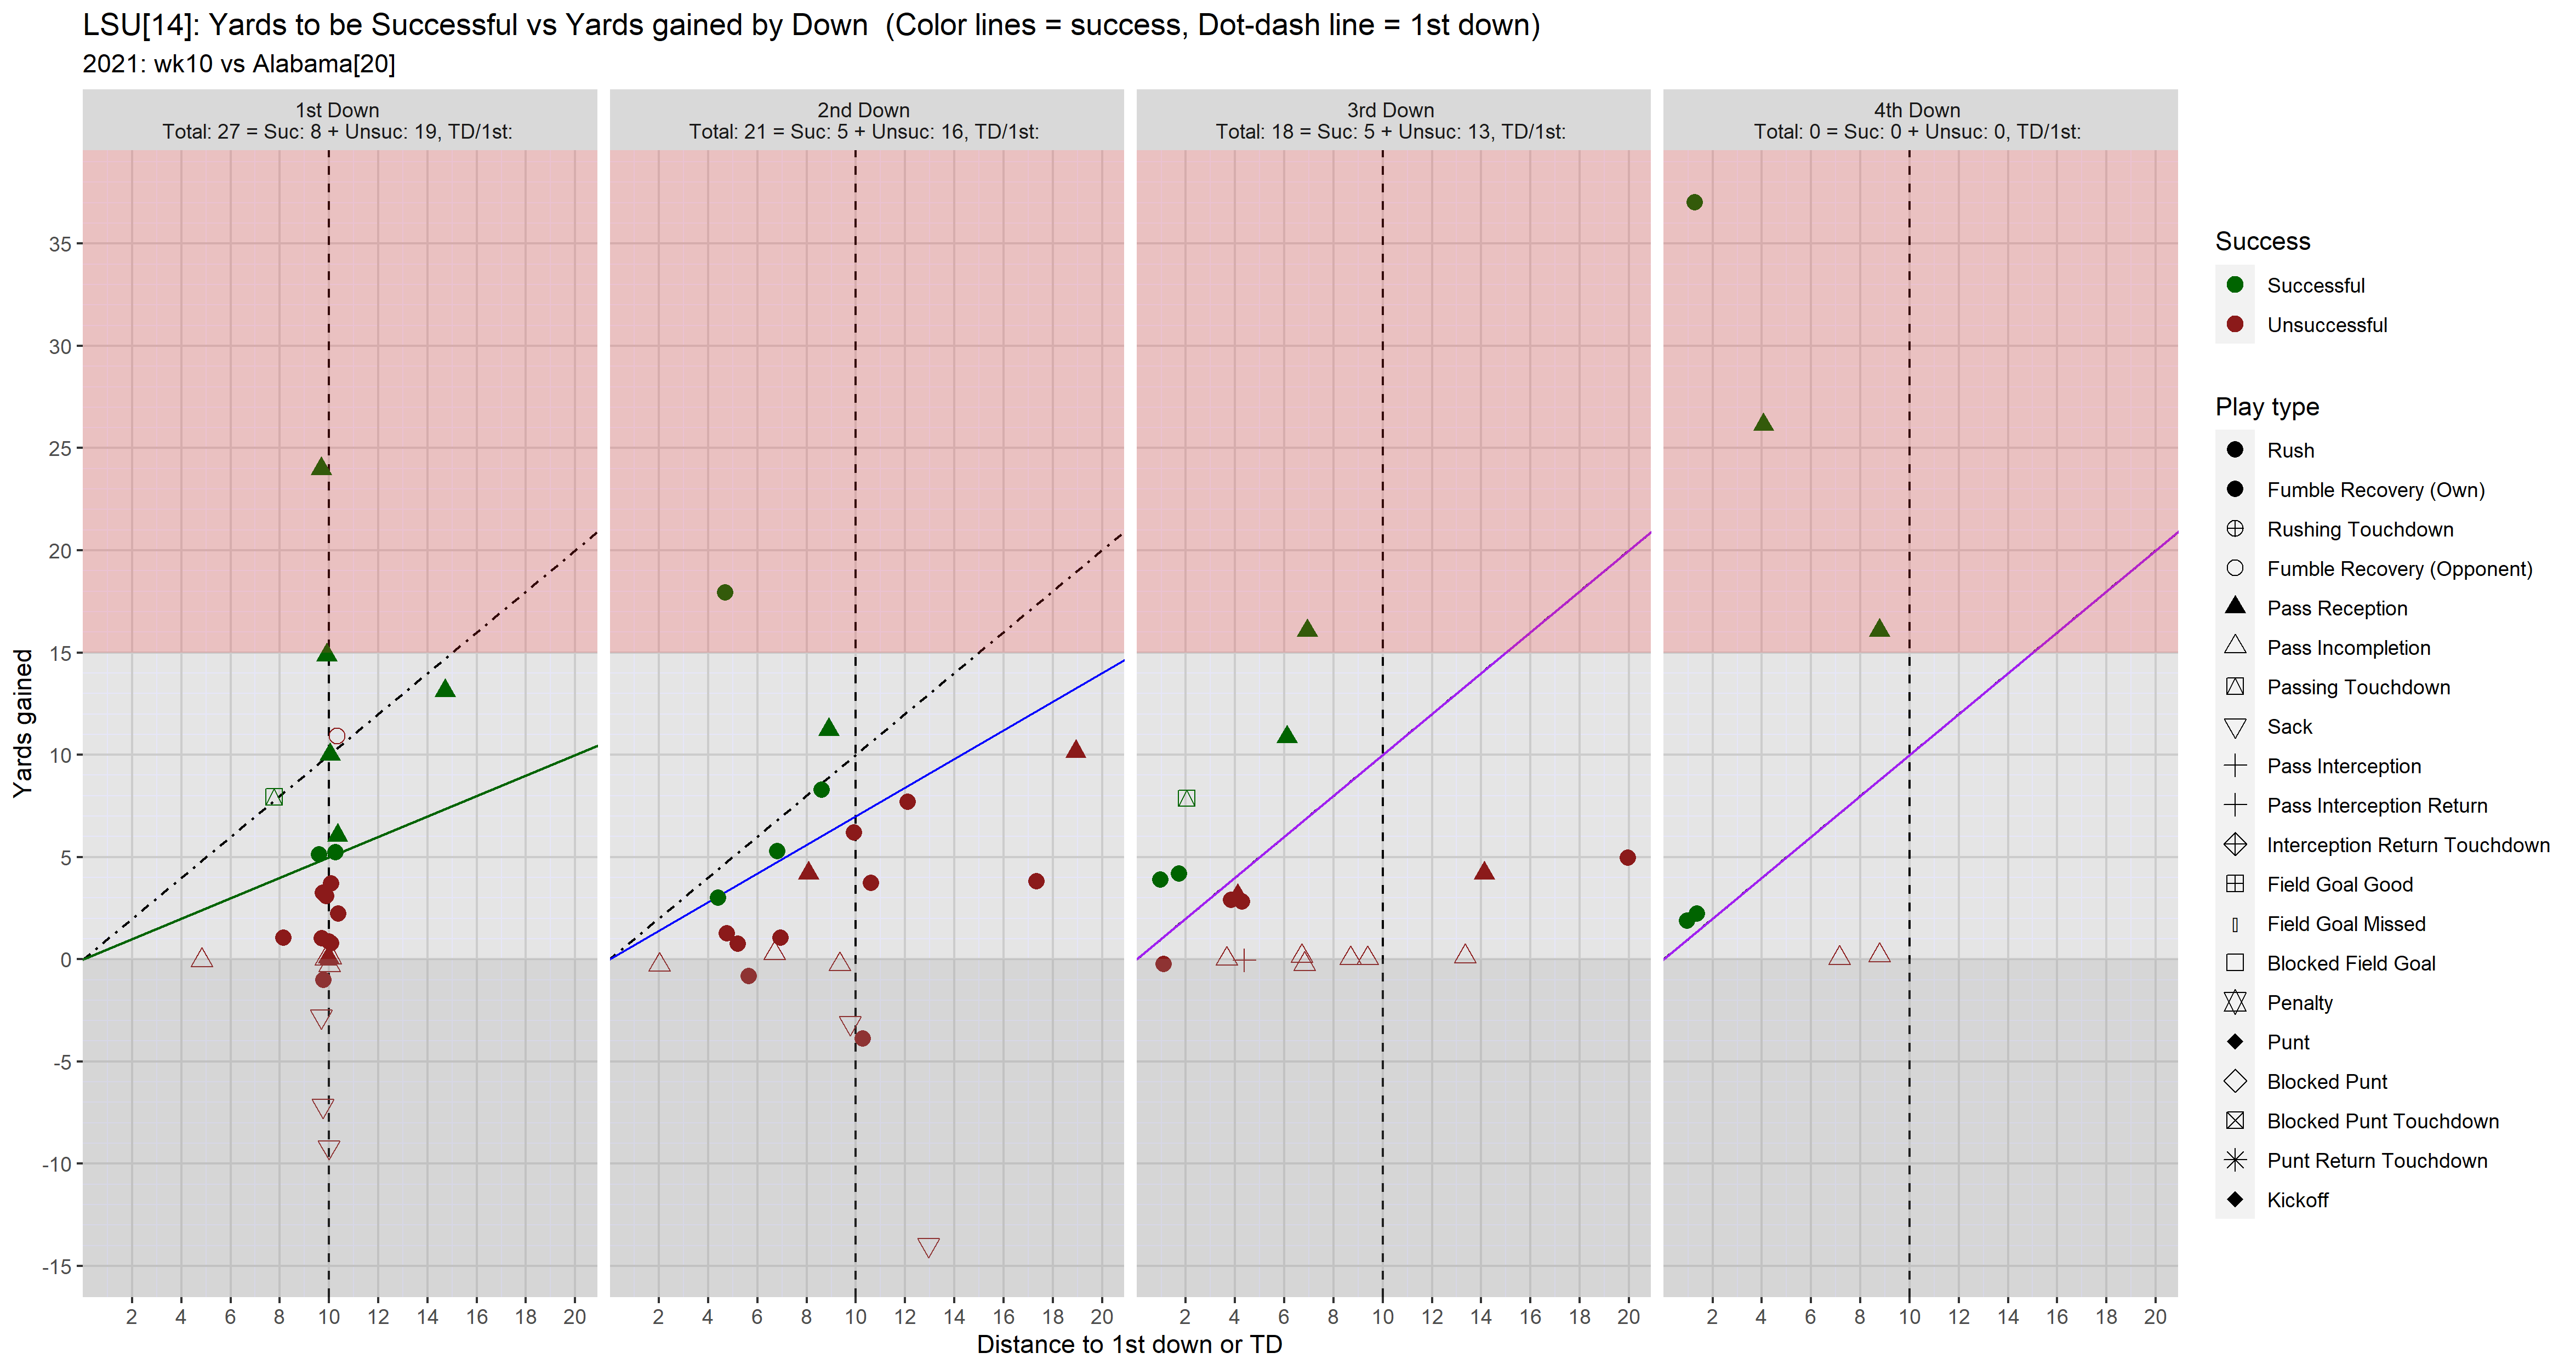 LSU[14]: Yards to be Successful vs Yards gained by Down  (Color lines = success, Dot-dash line = 1st down)
2021: wk10 vs Alabama[20]
1st Down
Total: 27 = Suc: 8 + Unsuc: 19, TD/1st:
2nd Down
Total: 21 = Suc: 5 + Unsuc: 16, TD/1st:
3rd Down
Total: 18 = Suc: 5 + Unsuc: 13, TD/1st:
4th Down
Total: 0 = Suc: 0 + Unsuc: 0, TD/1st:
Yards gained
35
30
25
20
15
10
5
0
-5
-10
-15
2 4 6 8 10 12 14 16 18 20
2 4 6 8 10 12 14 16 18 20
2 4 6 8 10 12 14 16 18 20
2 4 6 8 10 12 14 16 18 20
Distance to 1st down or TD
Success
Successful
Unsuccessful
Play type
Rush
Fumble Recovery (Own)
Rushing Touchdown
Fumble Recovery (Opponent)
Pass Reception
Pass Incompletion
Passing Touchdown
Sack
Pass Interception
Pass Interception Return
Interception Return Touchdown
Field Goal Good
Field Goal Missed
Blocked Field Goal
Penalty
Punt
Blocked Punt
Blocked Punt Touchdown
Punt Return Touchdown
Kickoff